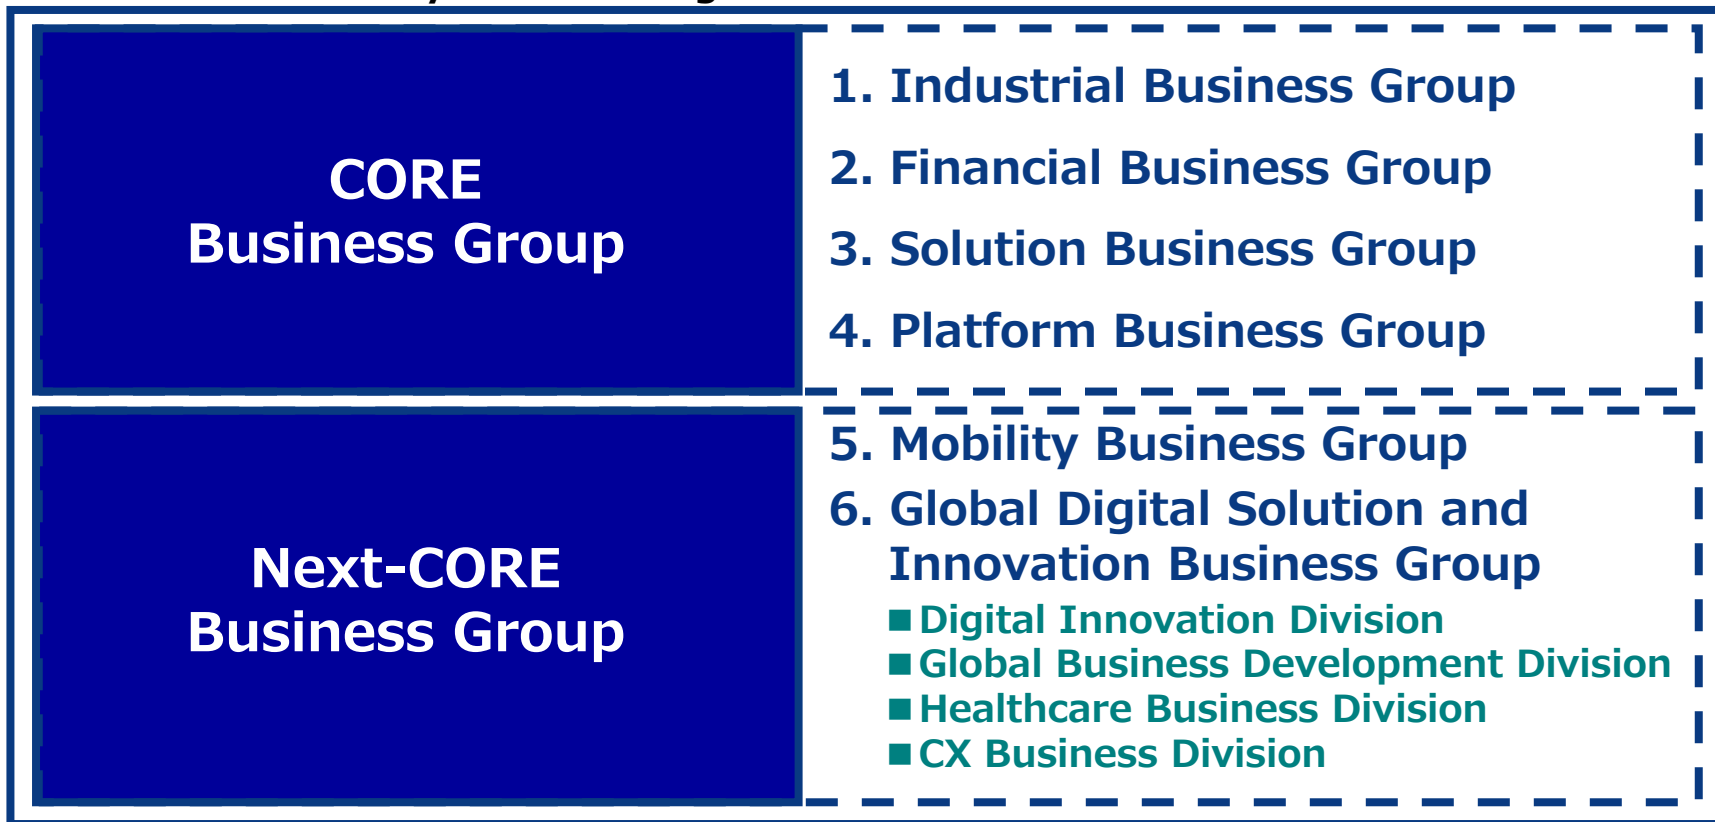 CORE
Business Group
1. Industrial Business Group
2. Financial Business Group
3. Solution Business Group
4. Platform Business Group
Next-CORE
Business Group
5. Mobility Business Group
6. Global Digital Solution and
Innovation Business Group
■ Digital Innovation Division
■ Global Business Development Division
■ Healthcare Business Division
■ CX Business Division